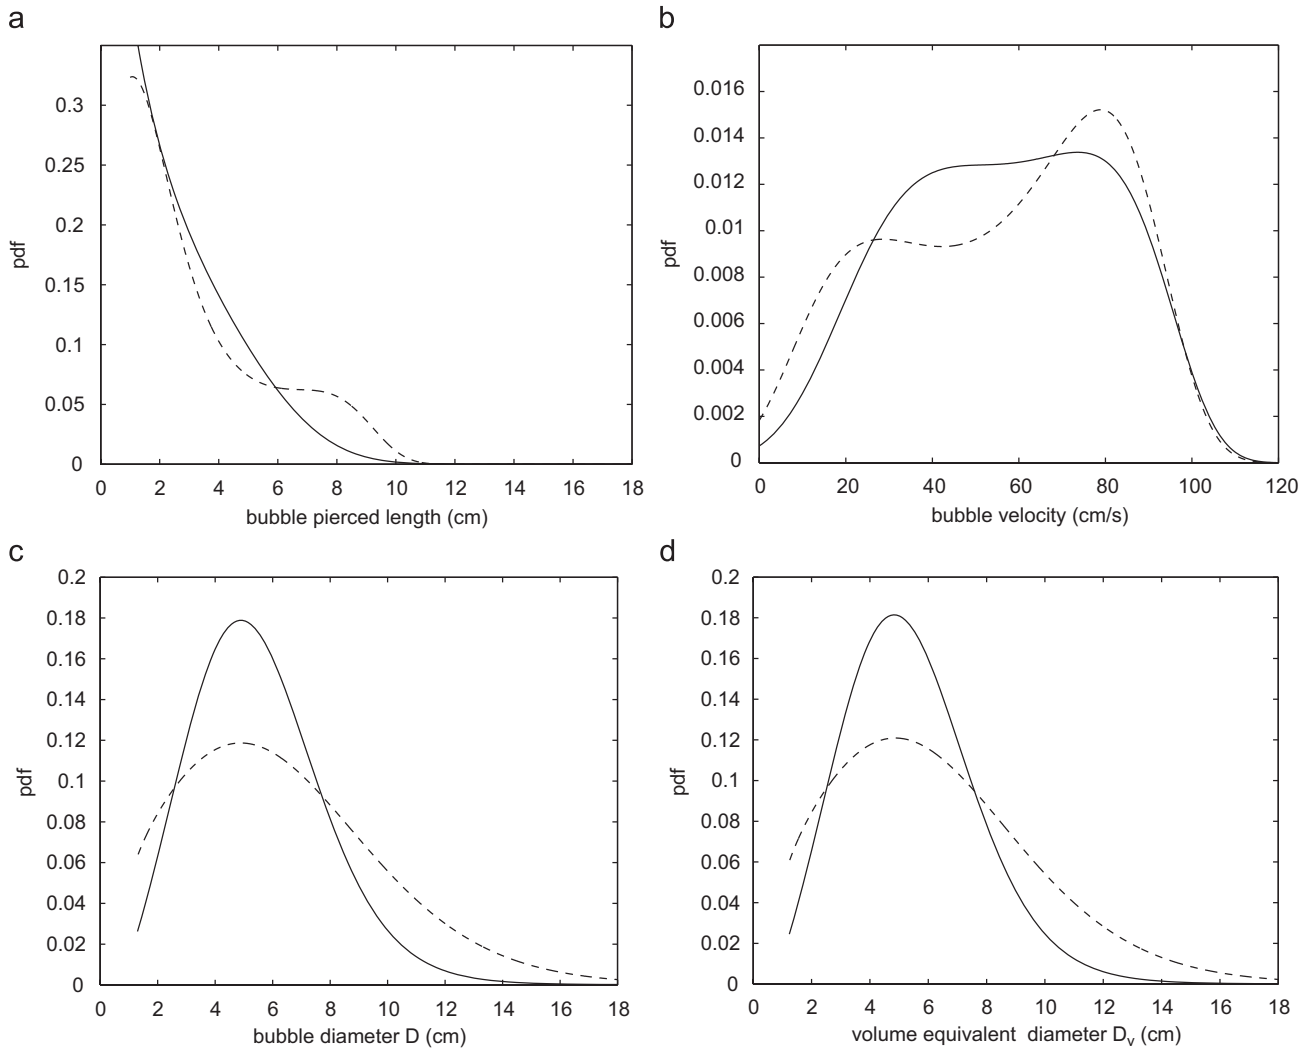 a
pdf
0.3
0.25
0.2
0.15
0.1
0.05
0
0 2 4 6 8 10 12 14 16 18
bubble pierced length (cm)
b
pdf
0.016
0.014
0.012
0.010
0.008
0.006
0.004
0.002
0
0 20 40 60 80 100 120
bubble velocity (cm/s)
c
pdf
0.2
0.18
0.16
0.14
0.12
0.1
0.08
0.06
0.04
0.02
0
0 2 4 6 8 10 12 14 16 18
bubble diameter D (cm)
d
pdf
0.2
0.18
0.16
0.14
0.12
0.1
0.08
0.06
0.04
0.02
0
0 2 4 6 8 10 12 14 16 18
volume equivalent diameter Dv (cm)